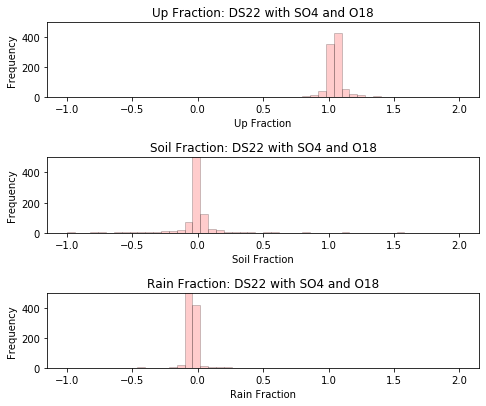 Up Fraction: DS22 with SO4 and O18
400
200
0
Frequency
-1.0 -0.5 0.0 0.5 1.0 1.5 2.0
Up Fraction
Soil Fraction: DS22 with SO4 and O18
400
200
0
Frequency
-1.0 -0.5 0.0 0.5 1.0 1.5 2.0
Soil Fraction
Rain Fraction: DS22 with SO4 and O18
400
200
0
Frequency
-1.0 -0.5 0.0 0.5 1.0 1.5 2.0
Rain Fraction